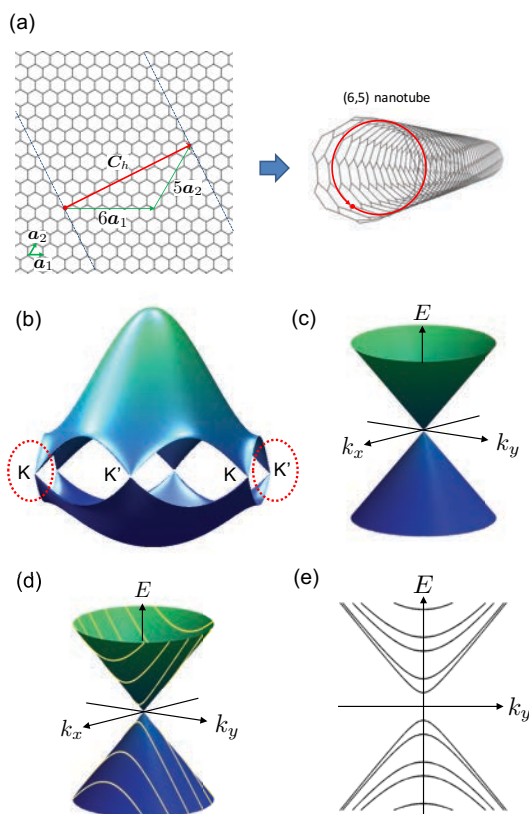 (a)
(6,5) nanotube
C_h
5a_2
6a_1
a_2
a_1
(b)
K
K'
K
K'
(c)
E
k_x
k_y
(d)
E
k_x
k_y
(e)
E
k_y